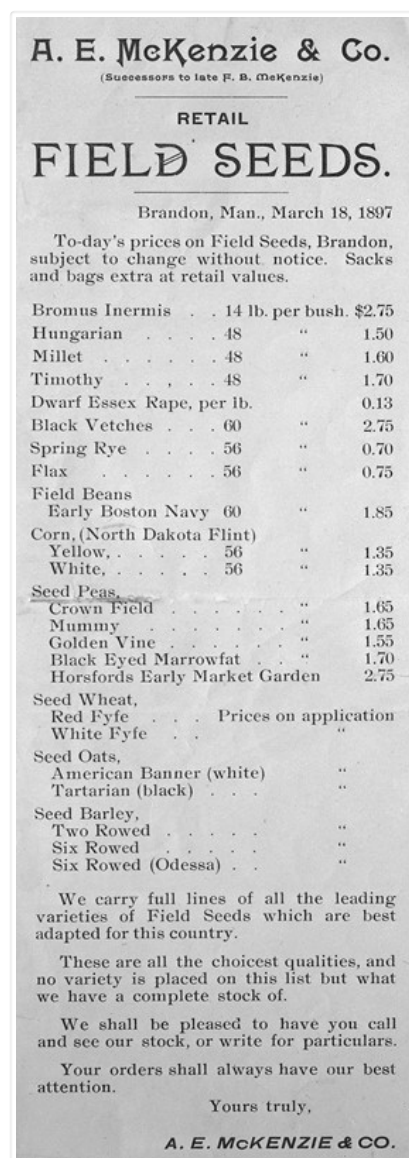 A. E. McKenzie & Co.
(Successors to late F. B. McKenzie)
RETAIL
FIELD SEEDS.
Brandon, Man., March 18, 1897
To-day's prices on Field Seeds, Brandon,
subject to change without notice. Sacks
and bags extra at retail values.
Bromus Inermis . . 14 lb. per bush. $2.75
Hungarian . . . . 48 “ 1.50
Millet . . . . . . 48 “ 1.60
Timothy . . , . . 48 “ 1.70
Dwarf Essex Rape, per lb. 0.13
Black Vetches . . . 60 “ 2.75
Spring Rye . . . . 56 “ 0.70
Flax . . . . . . 56 “ 0.75
Field Beans
Early Boston Navy 60 “ 1.85
Corn, (North Dakota Flint)
Yellow, . . . . . 56 “ 1.35
White, . . . . . 56 “ 1.35
Seed Peas,
Crown Field . . . . . . . “ 1.65
Mummy . . . . . . . “ 1.65
Golden Vine . . . . . . “ 1.55
Black Eyed Marrowfat . . “ 1.70
Horsfords Early Market Garden 2.75
Seed Wheat,
Red Fyfe . . . Prices on application
White Fyfe . . “
Seed Oats,
American Banner (white) “
Tartarian (black) . . . “
Seed Barley,
Two Rowed . . . . . “
Six Rowed . . . . . “
Six Rowed (Odessa) . . “
We carry full lines of all the leading
varieties of Field Seeds which are best
adapted for this country.
These are all the choicest qualities, and
no variety is placed on this list but what
we have a complete stock of.
We shall be pleased to have you call
and see our stock, or write for particulars.
Your orders shall always have our best
attention.
Yours truly,
A. E. McKENZIE & CO.